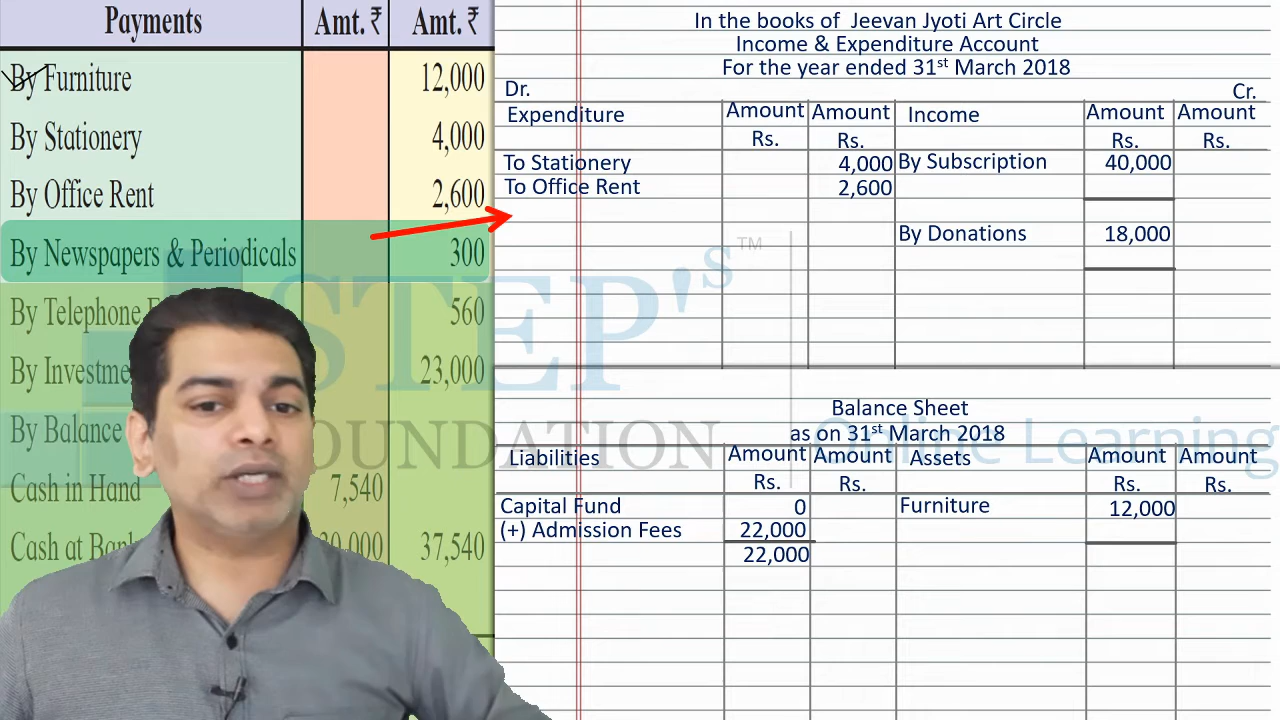 Payments Amt. ₹ Amt. ₹
By Furniture 12,000
By Stationery 4,000
By Office Rent 2,600
By Newspapers & Periodicals 300
By Telephone 560
By 23,000
By Balance
Cash in Hand 7,540
Cash at 37,540
In the books of Jeevan Jyoti Art Circle
Income & Expenditure Account
For the year ended 31st March 2018
Dr. Cr.
Expenditure Amount Amount Income Amount Amount
Rs. Rs. Rs. Rs.
To Stationery 4,000 By Subscription 40,000
To Office Rent 2,600
By Donations 18,000
Balance Sheet
as on 31st March 2018
Liabilities Amount Amount Assets Amount Amount
Rs. Rs. Rs. Rs.
Capital Fund 0 Furniture 12,000
(+) Admission Fees 22,000
22,000
STEP's ™
Online Learning